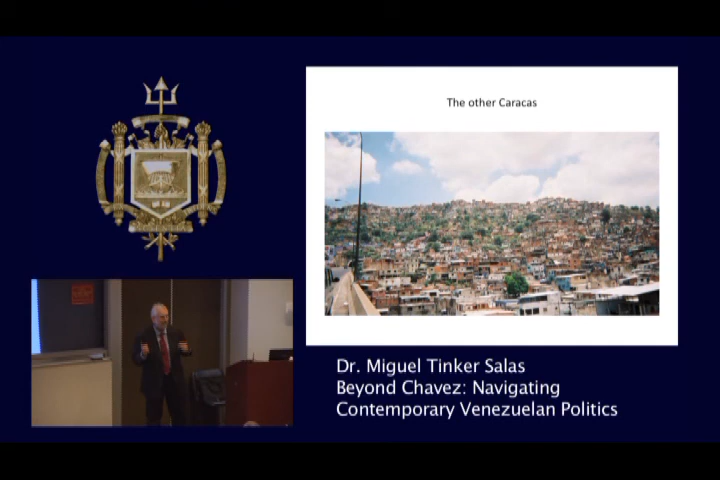 The other Caracas
Dr. Miguel Tinker Salas
Beyond Chavez: Navigating
Contemporary Venezuelan Politics